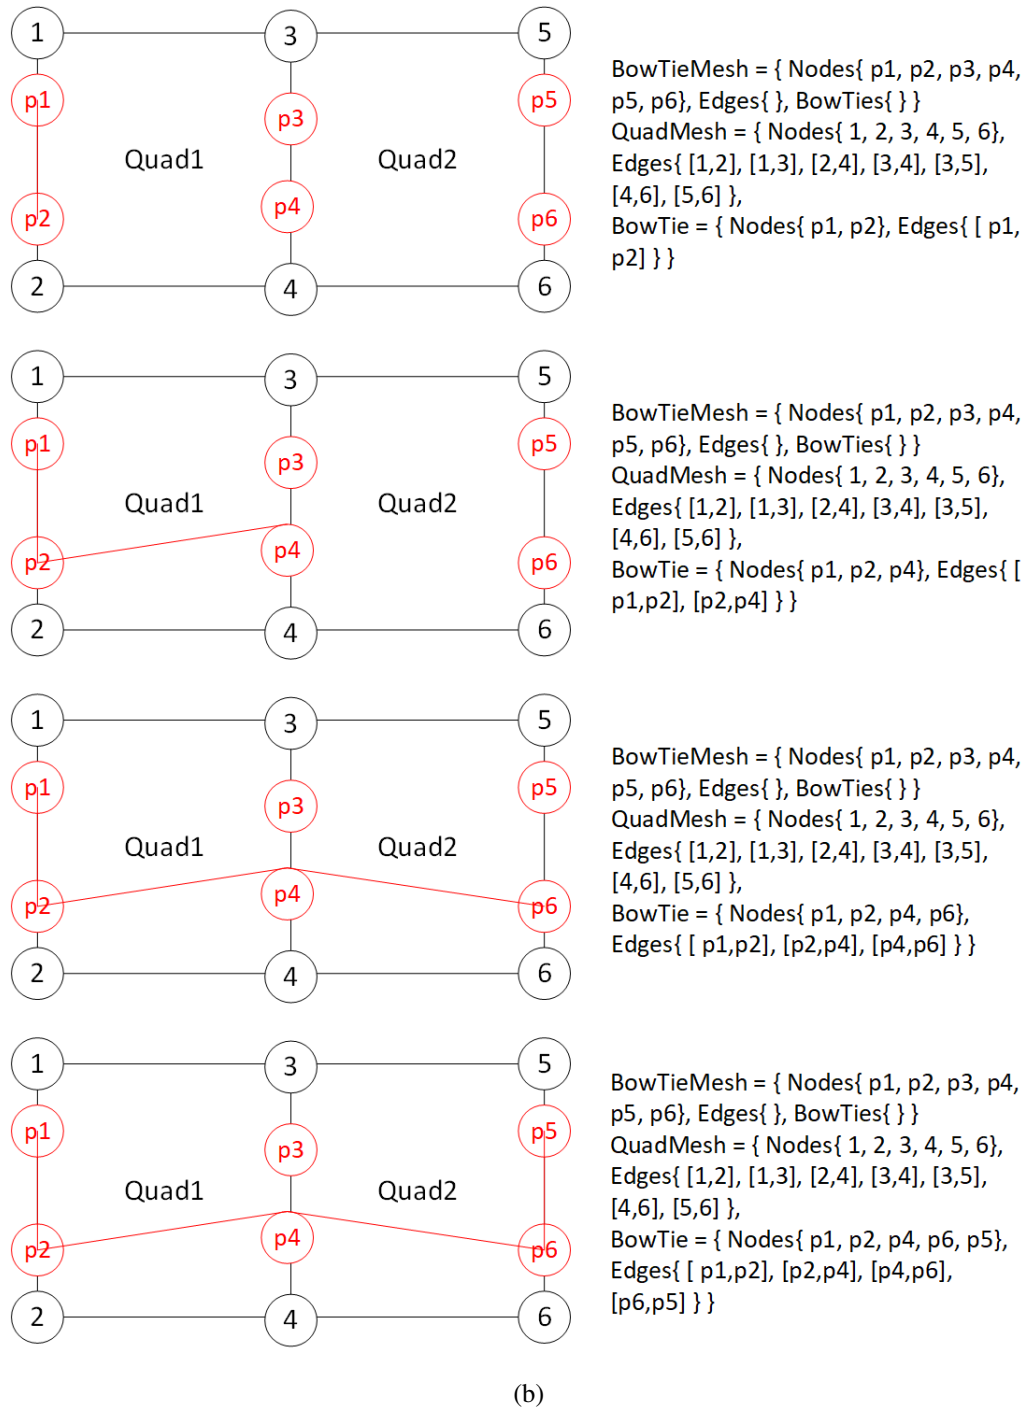 1 3 5
p1 p3 p5
Quad1 Quad2
p2 p4 p6
2 4 6
BowTieMesh = { Nodes{ p1, p2, p3, p4,
p5, p6}, Edges{ }, BowTies{ } }
QuadMesh = { Nodes{ 1, 2, 3, 4, 5, 6},
Edges{ [1,2], [1,3], [2,4], [3,4], [3,5],
[4,6], [5,6] },
BowTie = { Nodes{ p1, p2}, Edges{ [ p1,
p2] } }
1 3 5
p1 p3 p5
Quad1 Quad2
p2 p4 p6
2 4 6
BowTieMesh = { Nodes{ p1, p2, p3, p4,
p5, p6}, Edges{ }, BowTies{ } }
QuadMesh = { Nodes{ 1, 2, 3, 4, 5, 6},
Edges{ [1,2], [1,3], [2,4], [3,4], [3,5],
[4,6], [5,6] },
BowTie = { Nodes{ p1, p2, p4}, Edges{ [
p1,p2], [p2,p4] } }
1 3 5
p1 p3 p5
Quad1 Quad2
p2 p4 p6
2 4 6
BowTieMesh = { Nodes{ p1, p2, p3, p4,
p5, p6}, Edges{ }, BowTies{ } }
QuadMesh = { Nodes{ 1, 2, 3, 4, 5, 6},
Edges{ [1,2], [1,3], [2,4], [3,4], [3,5],
[4,6], [5,6] },
BowTie = { Nodes{ p1, p2, p4, p6},
Edges{ [ p1,p2], [p2,p4], [p4,p6] } }
1 3 5
p1 p3 p5
Quad1 Quad2
p2 p4 p6
2 4 6
BowTieMesh = { Nodes{ p1, p2, p3, p4,
p5, p6}, Edges{ }, BowTies{ } }
QuadMesh = { Nodes{ 1, 2, 3, 4, 5, 6},
Edges{ [1,2], [1,3], [2,4], [3,4], [3,5],
[4,6], [5,6] },
BowTie = { Nodes{ p1, p2, p4, p6, p5},
Edges{ [ p1,p2], [p2,p4], [p4,p6],
[p6,p5] } }
(b)